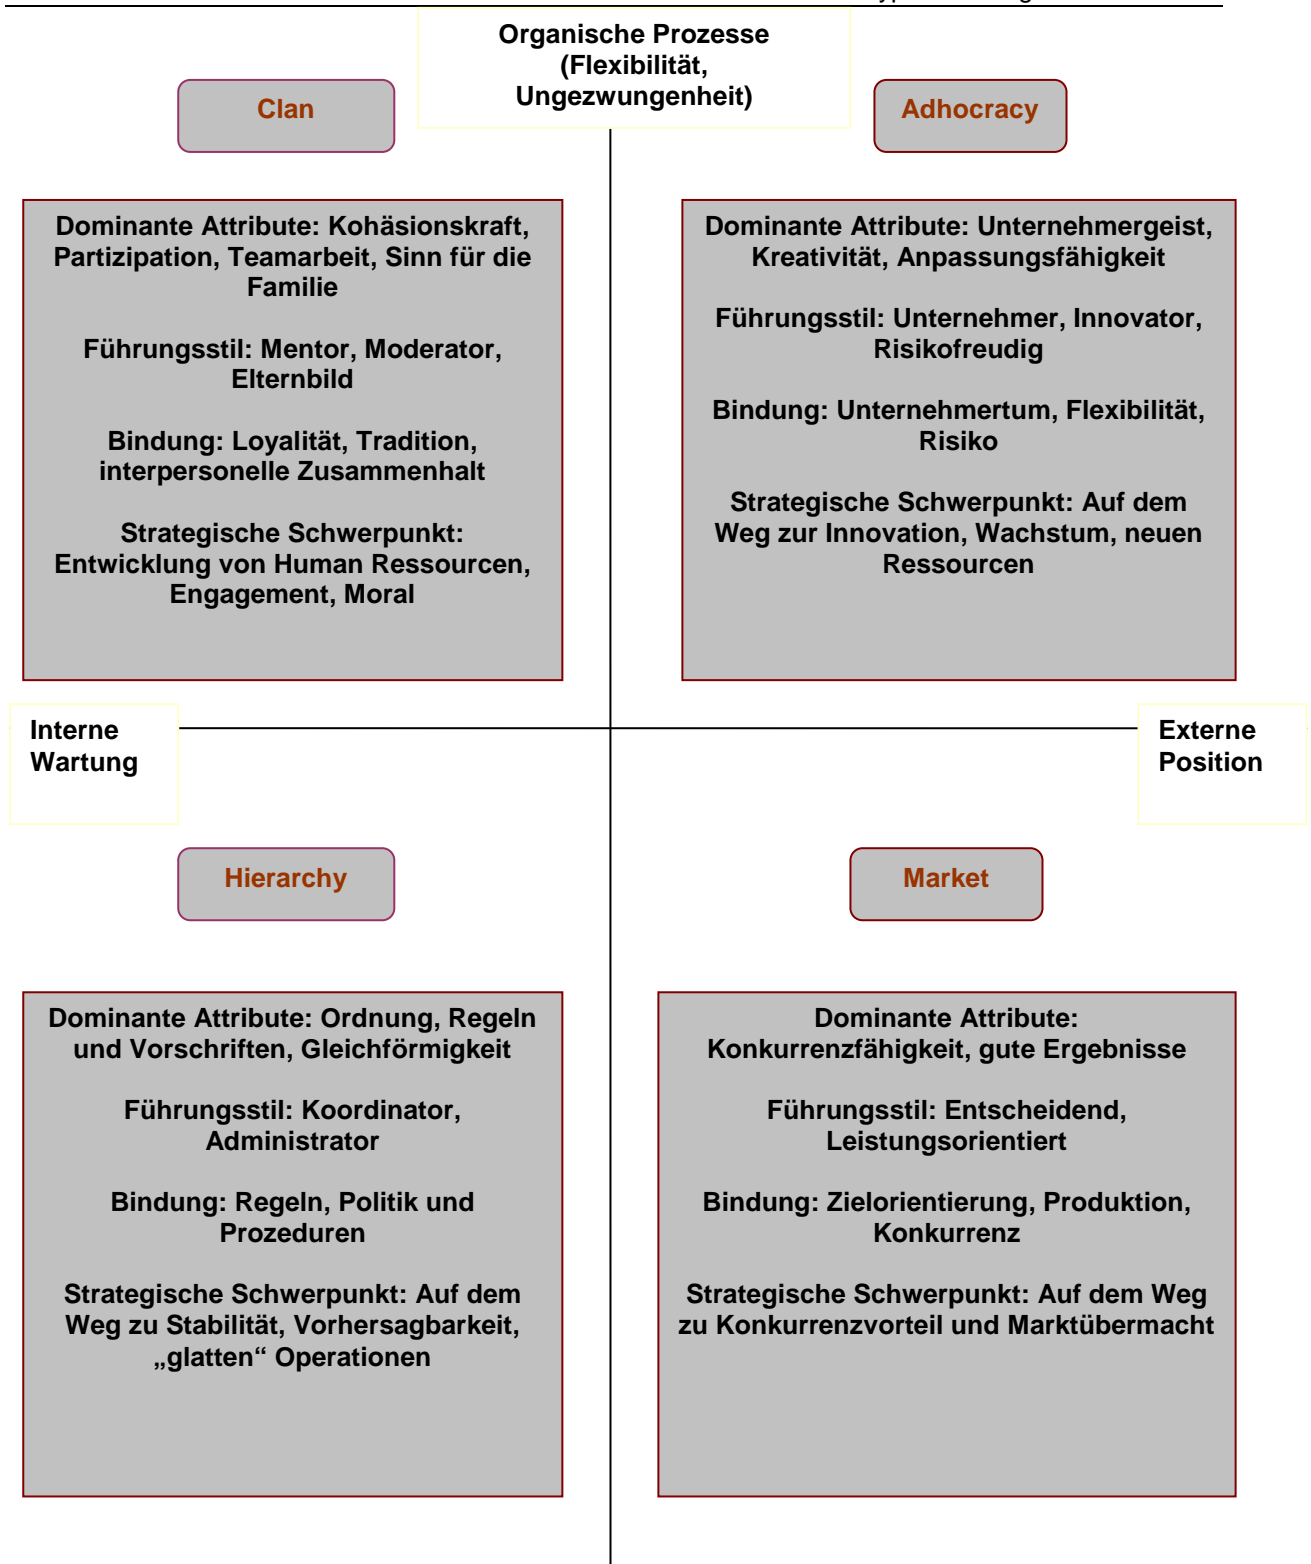 Organische Prozesse
(Flexibilität,
Ungezwungenheit)
Clan
Adhocracy
Dominante Attribute: Kohäsionskraft,
Partizipation, Teamarbeit, Sinn für die
Familie
Führungsstil: Mentor, Moderator,
Elternbild
Bindung: Loyalität, Tradition,
interpersonelle Zusammenhalt
Strategische Schwerpunkt:
Entwicklung von Human Ressourcen,
Engagement, Moral
Dominante Attribute: Unternehmergeist,
Kreativität, Anpassungsfähigkeit
Führungsstil: Unternehmer, Innovator,
Risikofreudig
Bindung: Unternehmertum, Flexibilität,
Risiko
Strategische Schwerpunkt: Auf dem
Weg zur Innovation, Wachstum, neuen
Ressourcen
Interne
Wartung
Externe
Position
Hierarchy
Market
Dominante Attribute: Ordnung, Regeln
und Vorschriften, Gleichförmigkeit
Führungsstil: Koordinator,
Administrator
Bindung: Regeln, Politik und
Prozeduren
Strategische Schwerpunkt: Auf dem
Weg zu Stabilität, Vorhersagbarkeit,
„glatten“ Operationen
Dominante Attribute:
Konkurrenzfähigkeit, gute Ergebnisse
Führungsstil: Entscheidend,
Leistungsorientiert
Bindung: Zielorientierung, Produktion,
Konkurrenz
Strategische Schwerpunkt: Auf dem Weg
zu Konkurrenzvorteil und Marktübermacht